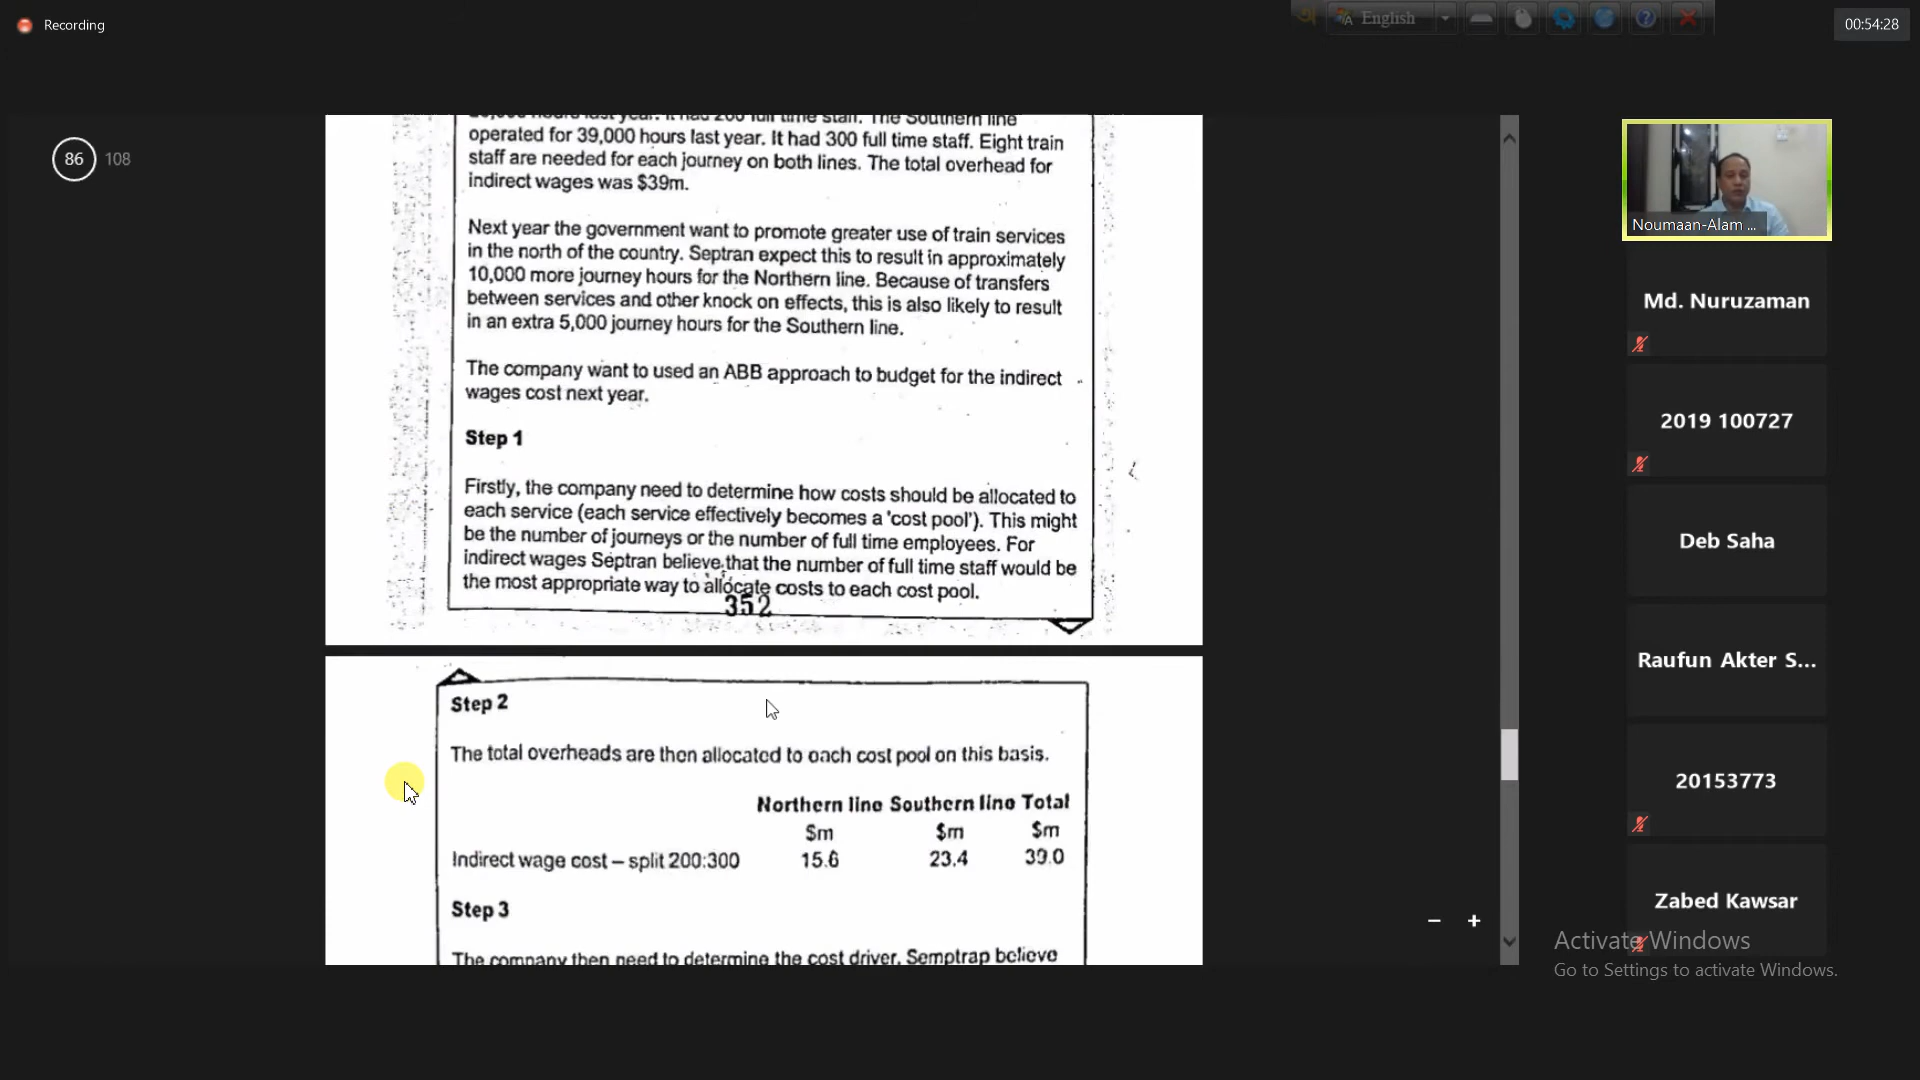 Recording
English
00:54:28
86 108
operated for 39,000 hours last year. It had 300 full time staff. Eight train
staff are needed for each journey on both lines. The total overhead for
indirect wages was $39m.
Next year the government want to promote greater use of train services
in the north of the country. Septran expect this to result in approximately
10,000 more journey hours for the Northern line. Because of transfers
between services and other knock on effects, this is also likely to result
in an extra 5,000 journey hours for the Southern line.
The company want to used an ABB approach to budget for the indirect
wages cost next year.
Step 1
Firstly, the company need to determine how costs should be allocated to
each service (each service effectively becomes a 'cost pool'). This might
be the number of journeys or the number of full time employees. For
indirect wages Septran believe that the number of full time staff would be
the most appropriate way to allocate costs to each cost pool.
352
Step 2
The total overheads are then allocated to each cost pool on this basis.
Northern line Southern line Total
$m $m $m
Indirect wage cost – split 200:300 15.6 23.4 39.0
Step 3
The company then need to determine the cost driver. Semptrap believe
Noumaan-Alam ...
Md. Nuruzaman
2019 100727
Deb Saha
Raufun Akter S...
20153773
Zabed Kawsar
Activate Windows
Go to Settings to activate Windows.